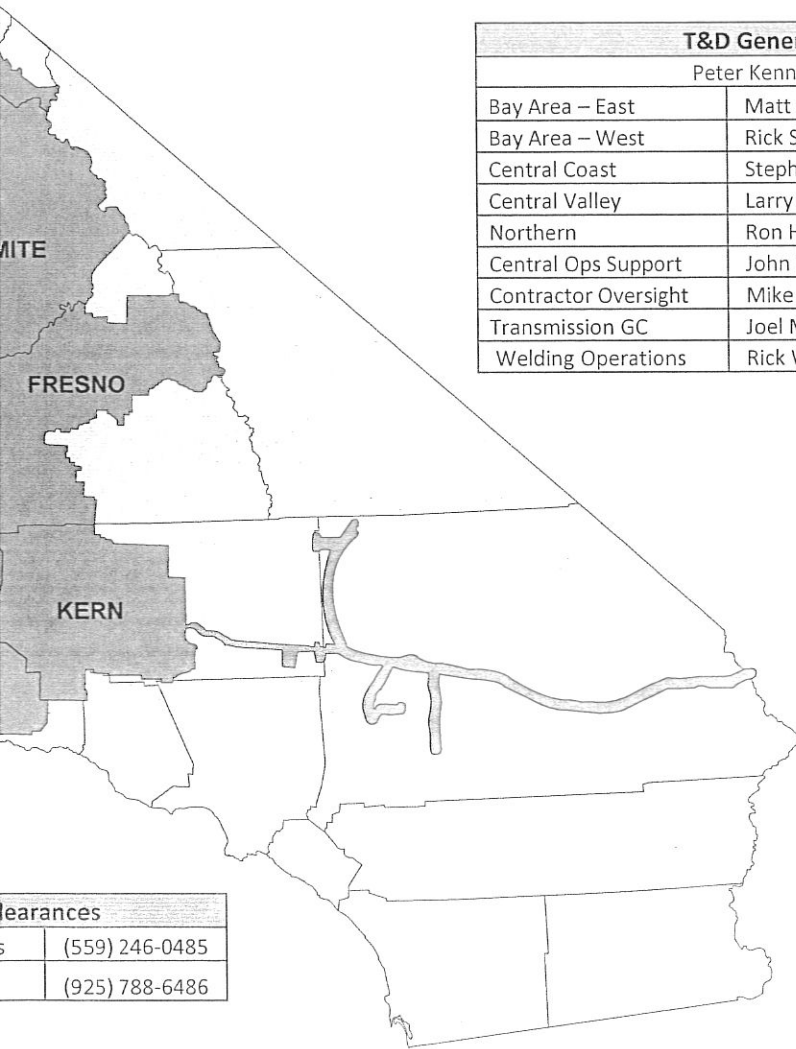 T&D Gener
Peter Kenn
Bay Area – East Matt
Bay Area – West Rick S
Central Coast Steph
Central Valley Larry
Northern Ron H
Central Ops Support John
Contractor Oversight Mike
Transmission GC Joel M
Welding Operations Rick W
MITE
FRESNO
KERN
learances
s (559) 246-0485
(925) 788-6486